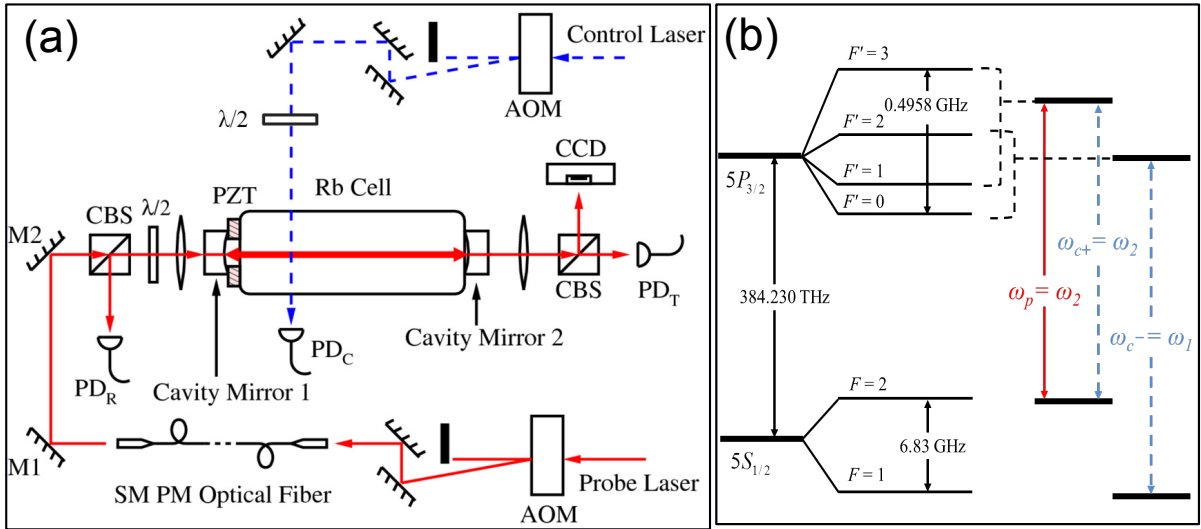 (a)
Control Laser
AOM
λ/2
CCD
PZT
Rb Cell
CBS
λ/2
M2
CBS
PD_T
Cavity Mirror 2
PD_C
PD_R
Cavity Mirror 1
M1
SM PM Optical Fiber
Probe Laser
AOM
(b)
F' = 3
0.4958 GHz
F' = 2
5P_{3/2}
F' = 1
F' = 0
ω_{c+} = ω_2
384.230 THz
ω_p = ω_2
ω_{c-} = ω_1
F = 2
6.83 GHz
5S_{1/2}
F = 1